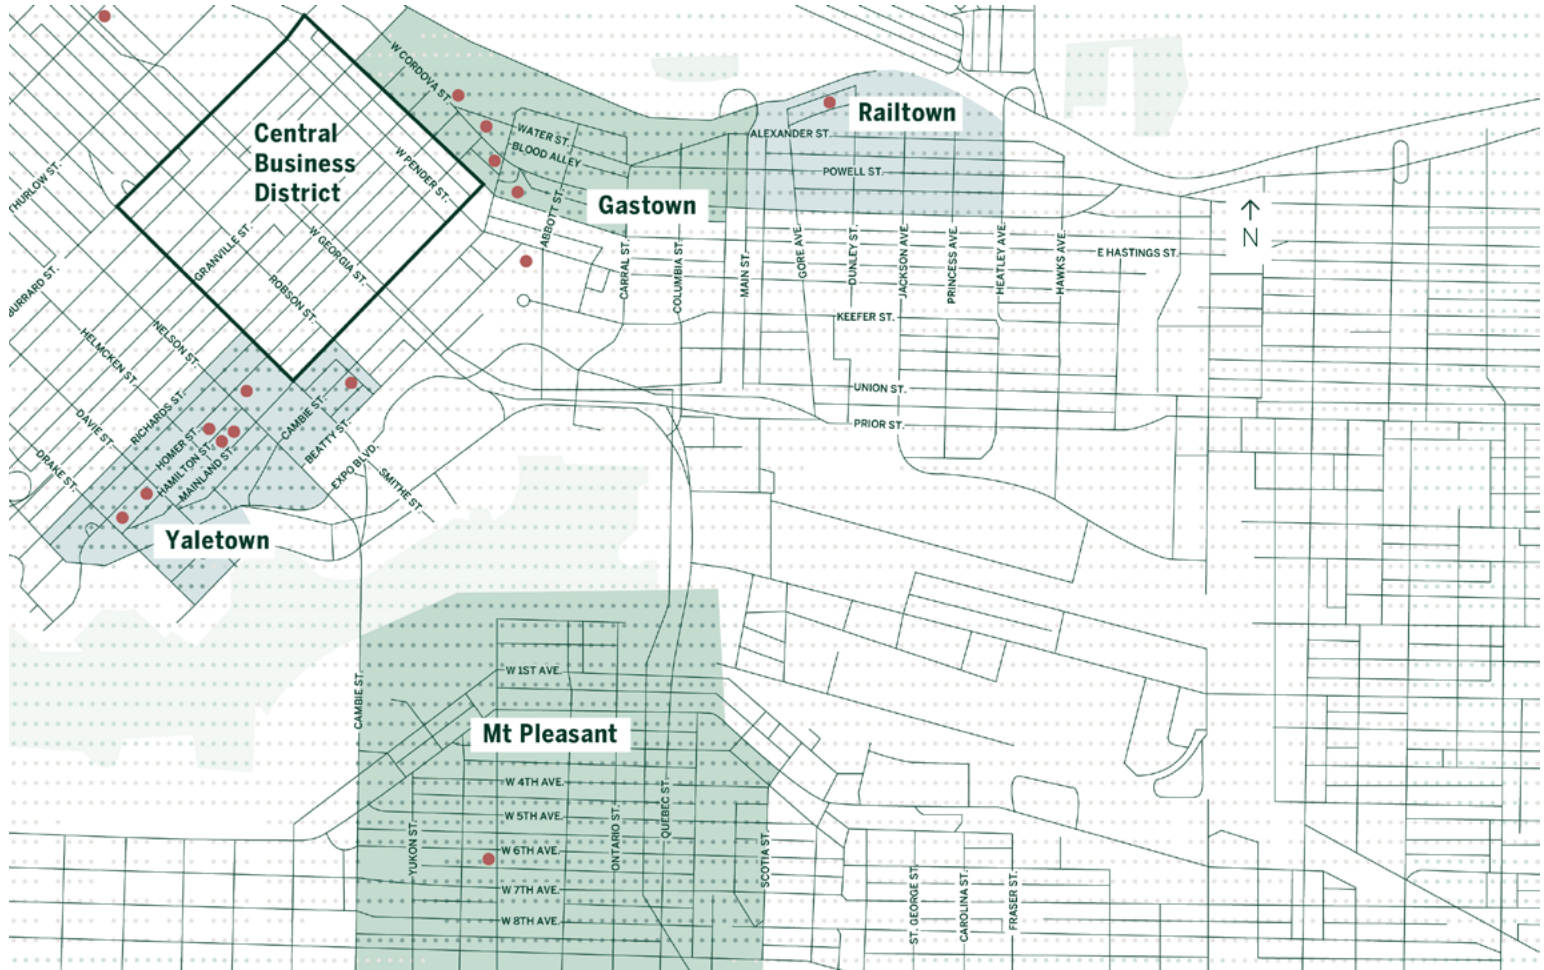 W CORDOVA ST.
Railtown
Central
Business
District
WATER ST.
BLOOD ALLEY
ALEXANDER ST.
W PENDER ST.
POWELL ST.
THURLOW ST.
Gastown
ABBOTT ST.
N
GRANVILLE ST.
W GEORGIA ST.
CARRAL ST.
COLUMBIA ST.
MAIN ST.
GORE AVE.
DUNLEY ST.
JACKSON AVE.
PRINCESS AVE.
HEATLEY AVE.
HAWKS AVE.
E HASTINGS ST.
BURRARD ST.
ROBSON ST.
KEEFER ST.
NELSON ST.
HELMCKEN ST.
UNION ST.
RICHARDS ST.
CAMBIE ST.
PRIOR ST.
DAVIE ST.
HOMER ST.
BEATTY ST.
HAMILTON ST.
MAINLAND ST.
DRAKE ST.
EXPO BLVD.
SMITHE ST.
Yaletown
CAMBIE ST.
W 1ST AVE.
Mt Pleasant
W 4TH AVE.
W 5TH AVE.
YUKON ST.
ONTARIO ST.
QUEBEC ST.
W 6TH AVE.
SCOTIA ST.
W 7TH AVE.
ST. GEORGE ST.
CAROLINA ST.
FRASER ST.
W 8TH AVE.